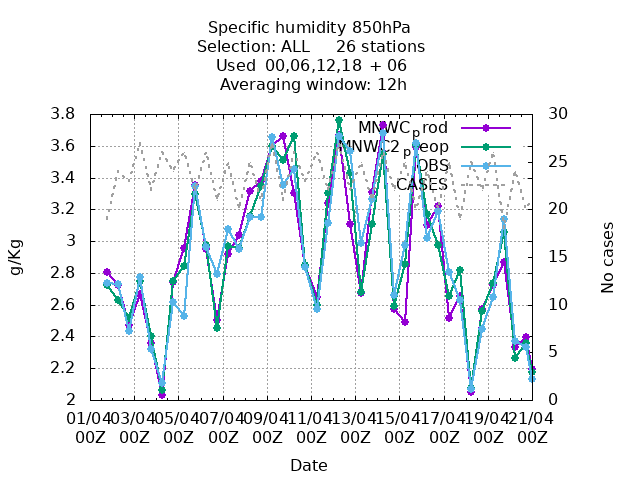 Specific humidity 850hPa
Selection: ALL 26 stations
Used 00,06,12,18 + 06
Averaging window: 12h
g/Kg
3.8
3.6
3.4
3.2
3
2.8
2.6
2.4
2.2
2
MNWC_prod
MNWC2_preop
OBS
CASES
30
25
20
15
10
5
0
No cases
01/04 03/04 05/04 07/04 09/04 11/04 13/04 15/04 17/04 19/04 21/04
00Z 00Z 00Z 00Z 00Z 00Z 00Z 00Z 00Z 00Z 00Z
Date